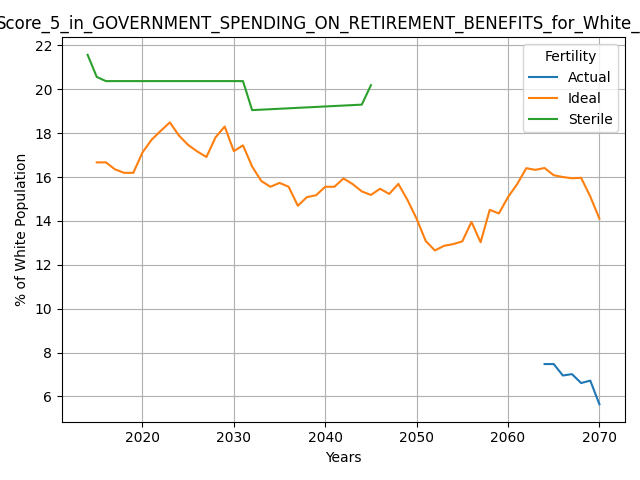 Score_5_in_GOVERNMENT_SPENDING_ON_RETIREMENT_BENEFITS_for_White_
Fertility
Actual
Ideal
Sterile
% of White Population
22
20
18
16
14
12
10
8
6
2020 2030 2040 2050 2060 2070
Years